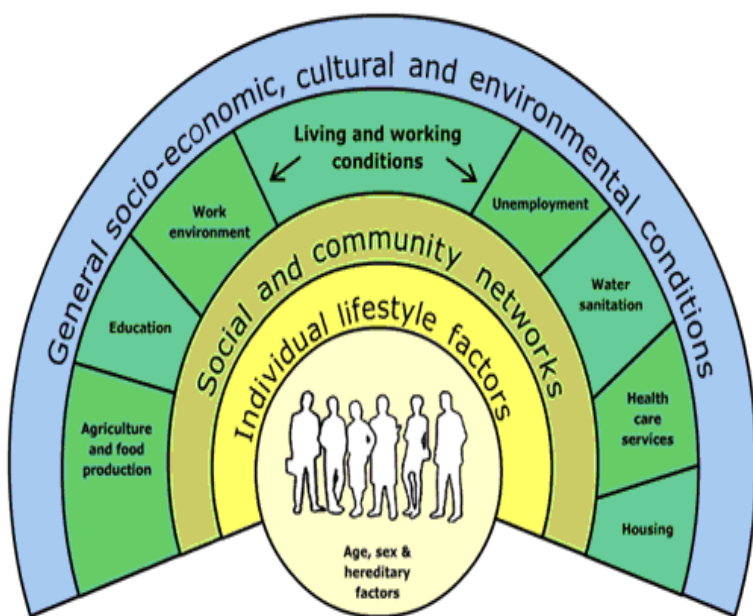 General socio-economic, cultural and environmental conditions
Living and working
conditions
Work
environment
Unemployment
Education
Water
sanitation
Agriculture
and food
production
Health
care
services
Housing
Social and community networks
Individual lifestyle factors
Age, sex &
hereditary
factors